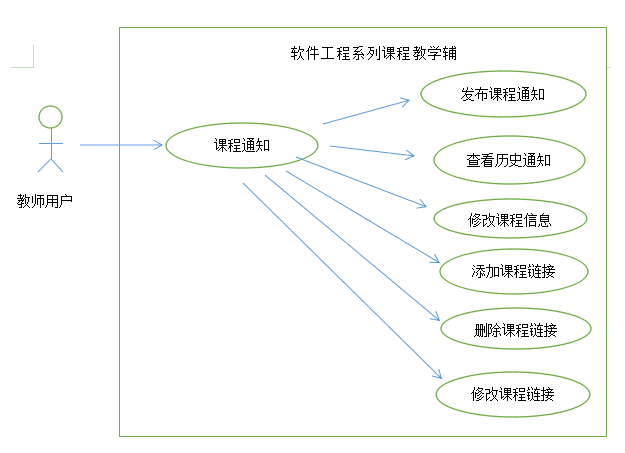 软件工程系列课程教学辅
发布课程通知
课程通知
查看历史通知
教师用户
修改课程信息
添加课程链接
删除课程链接
修改课程链接